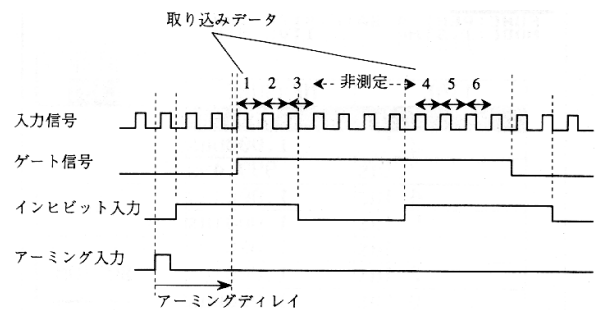 取り込みデータ
1 2 3 非測定 4 5 6
入力信号
ゲート信号
インヒビット入力
アーミング入力
アーミングディレイ